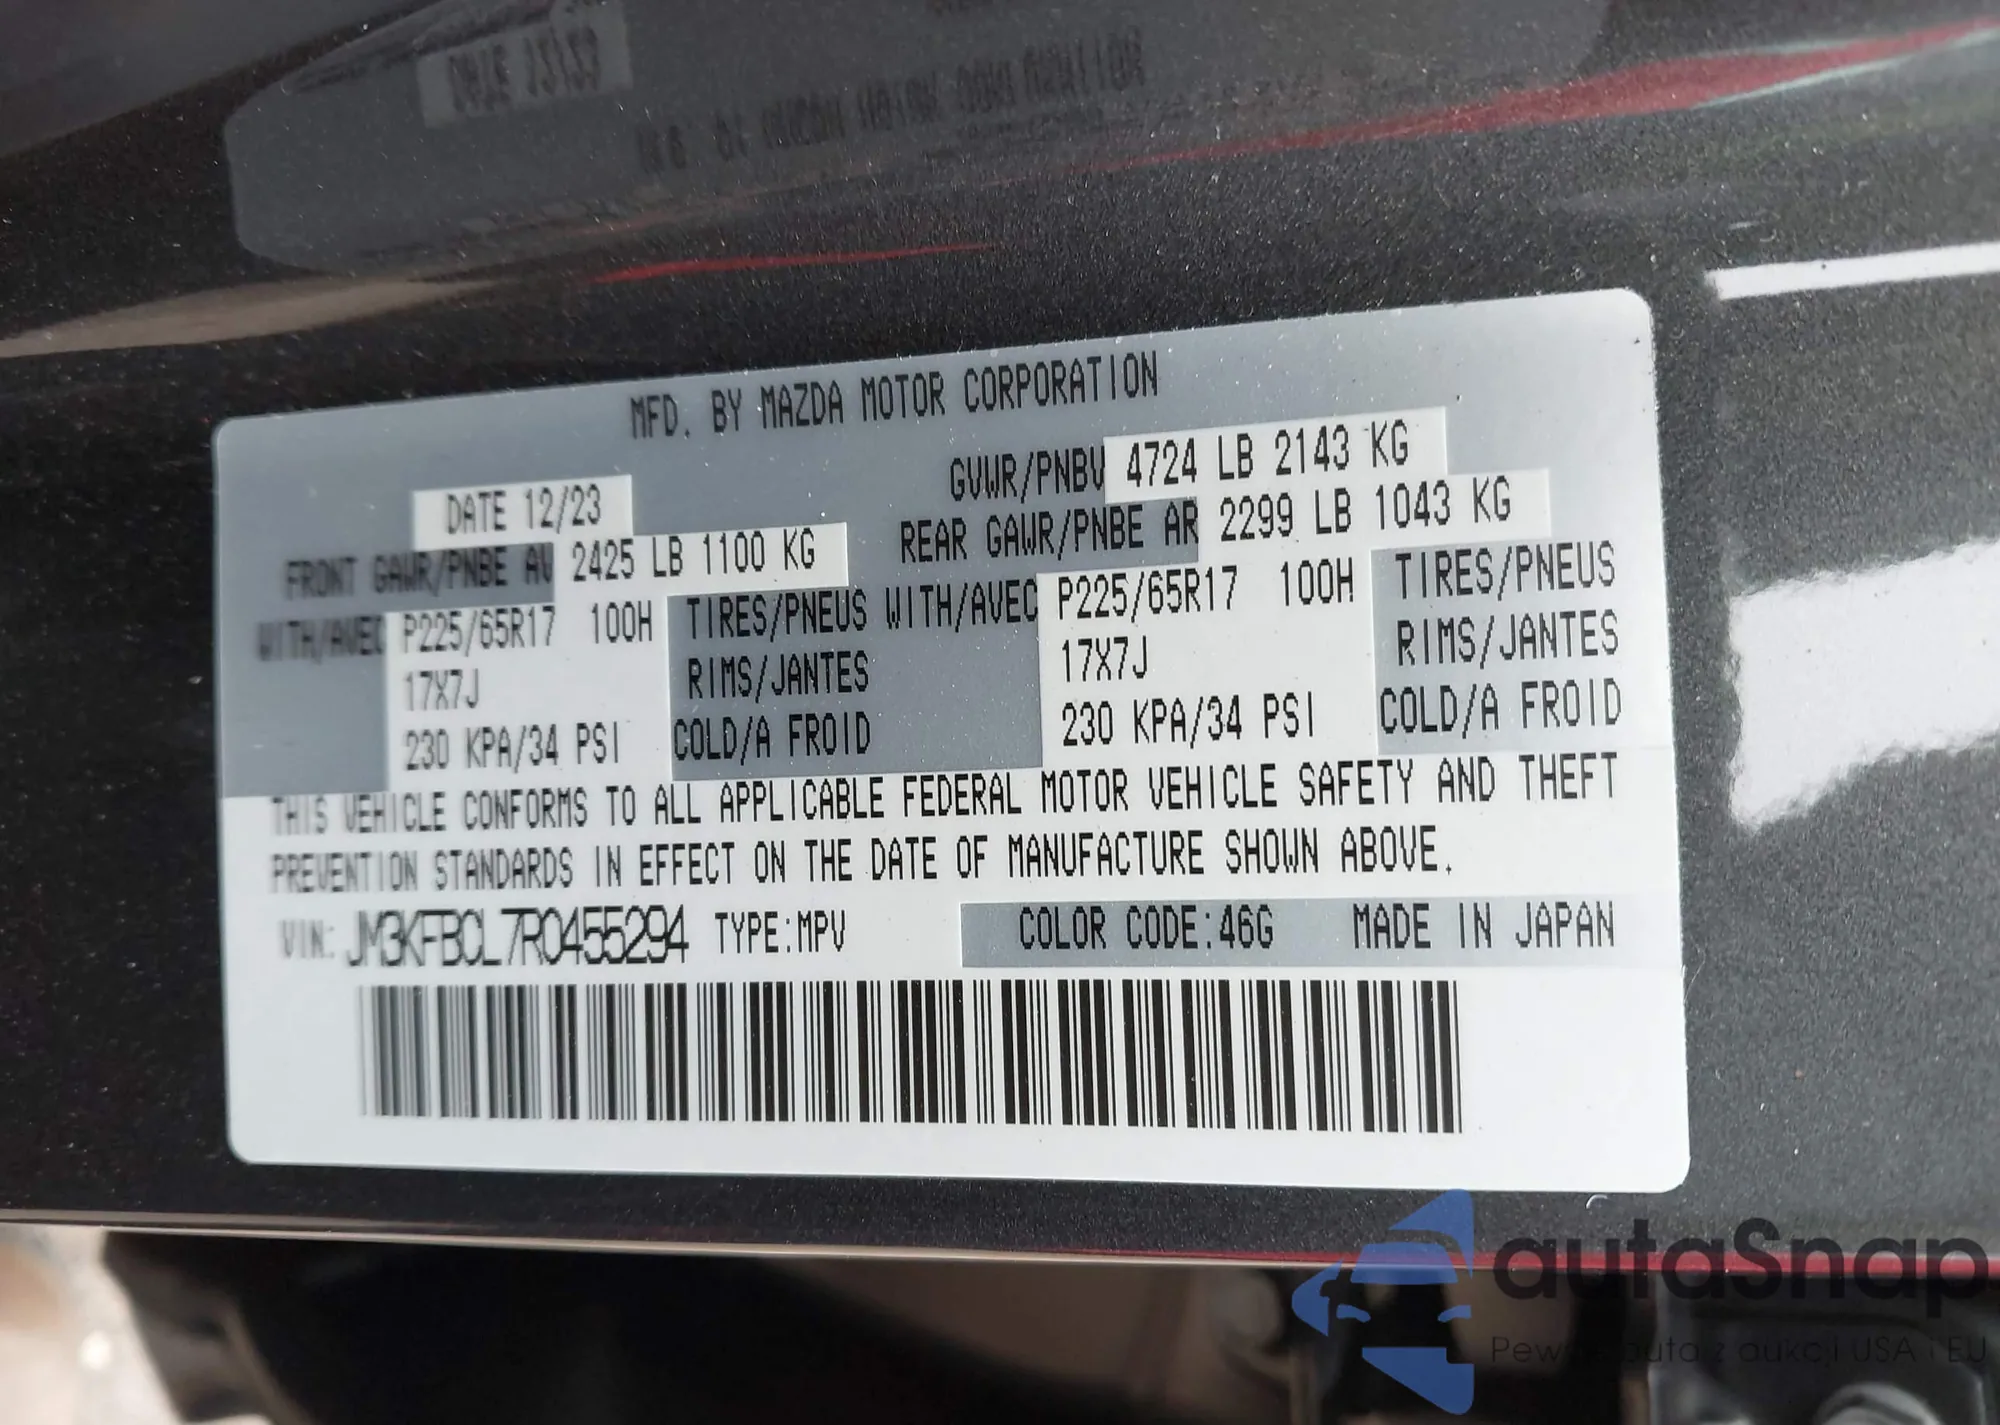 MFD. BY MAZDA MOTOR CORPORATION
DATE 12/23 GVWR/PNBV 4724 LB 2143 KG
FRONT GAWR/PNBE AV 2425 LB 1100 KG REAR GAWR/PNBE AR 2299 LB 1043 KG
WITH/AVEC P225/65R17 100H TIRES/PNEUS WITH/AVEC P225/65R17 100H TIRES/PNEUS
17X7J RIMS/JANTES 17X7J RIMS/JANTES
230 KPA/34 PSI COLD/A FROID 230 KPA/34 PSI COLD/A FROID
THIS VEHICLE CONFORMS TO ALL APPLICABLE FEDERAL MOTOR VEHICLE SAFETY AND THEFT
PREVENTION STANDARDS IN EFFECT ON THE DATE OF MANUFACTURE SHOWN ABOVE.
VIN: JM3KFBCL7R0455294 TYPE:MPV COLOR CODE:46G MADE IN JAPAN
autaSnap
Pewne auta z aukcji USA i EU